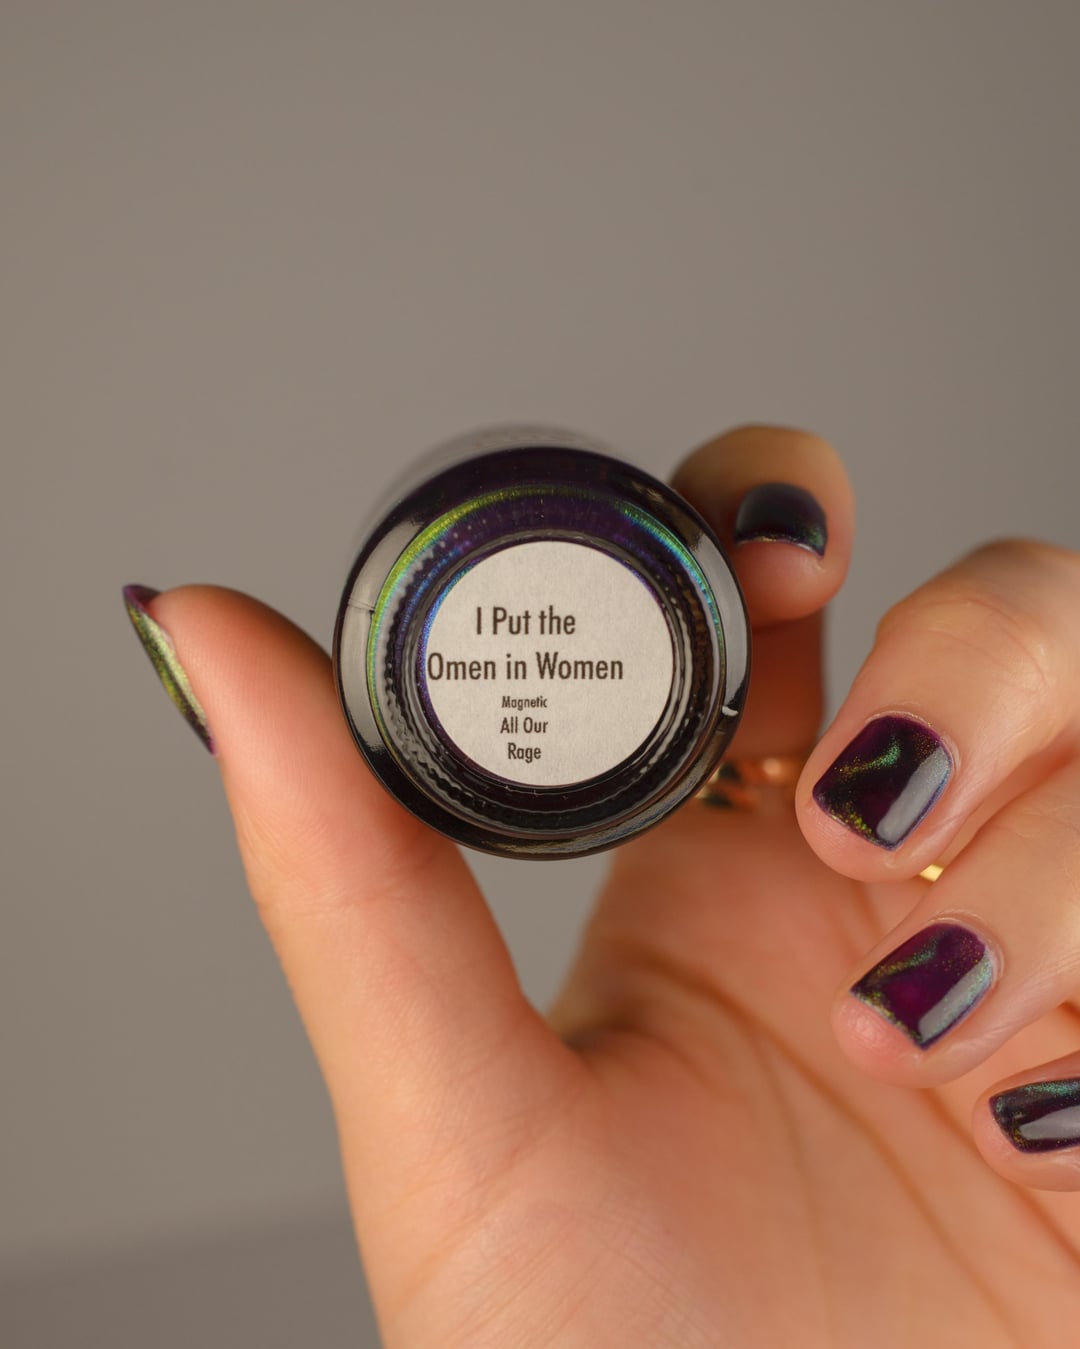 I Put the
Omen in Women
Magnetic
All Our
Rage